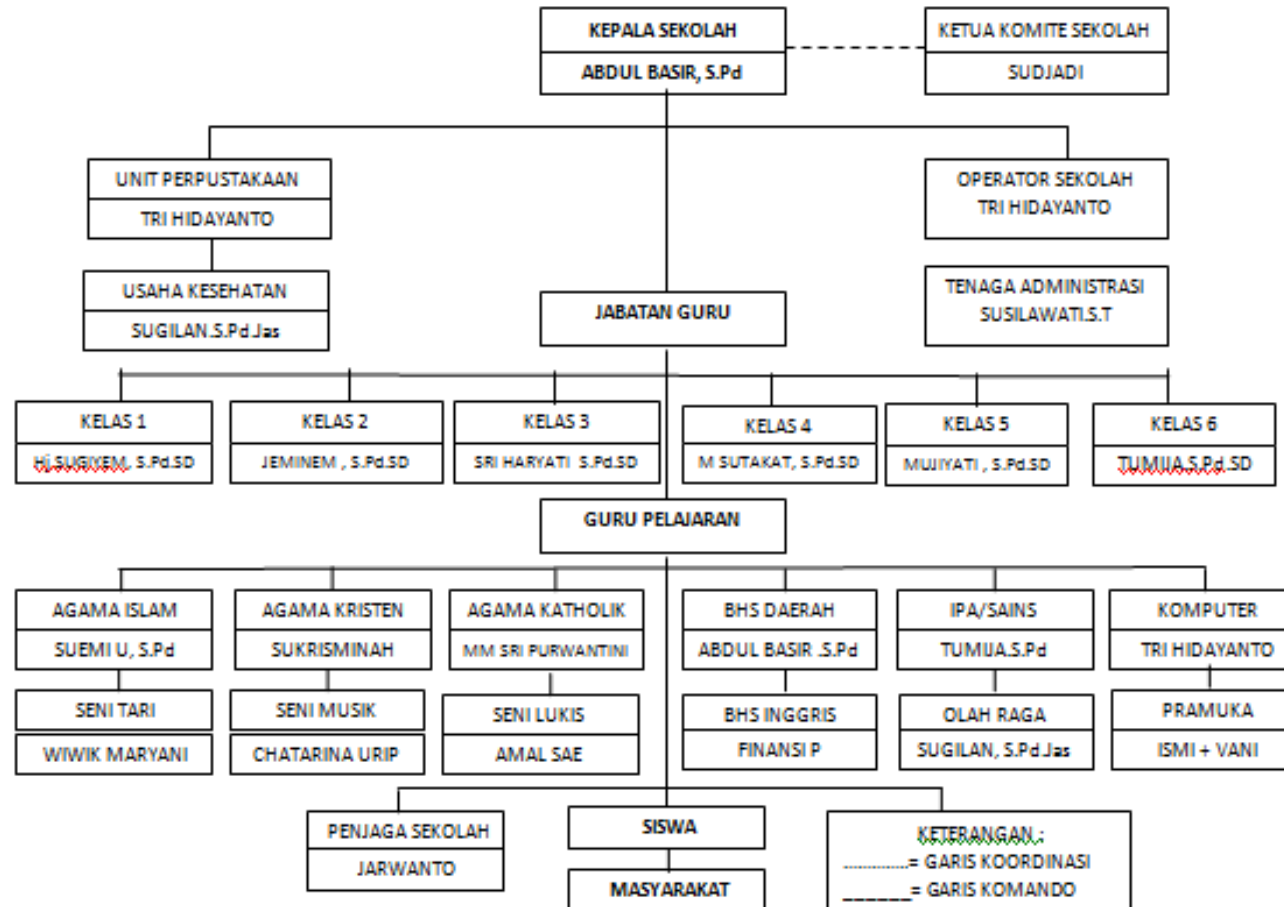 KEPALA SEKOLAH
ABDUL BASIR, S.Pd
KETUA KOMITE SEKOLAH
SUDJADI
UNIT PERPUSTAKAAN
TRI HIDAYANTO
OPERATOR SEKOLAH
TRI HIDAYANTO
USAHA KESEHATAN
SUGILAN.S.Pd.Jas
JABATAN GURU
TENAGA ADMINISTRASI
SUSILAWATI.S.T
KELAS 1
Hj.SUGIYEM, S.Pd.SD
KELAS 2
JEMINEM , S.Pd.SD
KELAS 3
SRI HARYATI S.Pd.SD
KELAS 4
M SUTAKAT, S.Pd.SD
KELAS 5
MUJIYATI , S.Pd.SD
KELAS 6
TUMIJA.S.Pd.SD
GURU PELAJARAN
AGAMA ISLAM
SUEMI U, S.Pd
AGAMA KRISTEN
SUKRISMINAH
AGAMA KATHOLIK
MM SRI PURWANTINI
BHS DAERAH
ABDUL BASIR .S.Pd
IPA/SAINS
TUMIJA.S.Pd
KOMPUTER
TRI HIDAYANTO
SENI TARI
WIWIK MARYANI
SENI MUSIK
CHATARINA URIP
SENI LUKIS
AMAL SAE
BHS INGGRIS
FINANSI P
OLAH RAGA
SUGILAN, S.Pd.Jas
PRAMUKA
ISMI + VANI
PENJAGA SEKOLAH
JARWANTO
SISWA
MASYARAKAT
KETERANGAN :
..............= GARIS KOORDINASI
______= GARIS KOMANDO